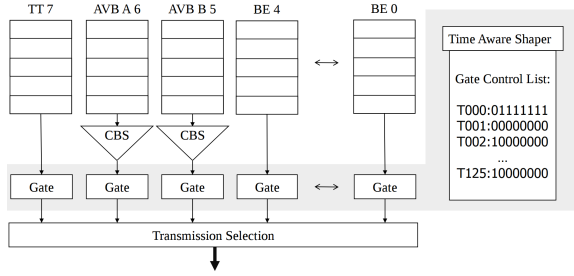 TT 7 AVB A 6 AVB B 5 BE 4 BE 0
Time Aware Shaper
Gate Control List:
T000:01111111
T001:00000000
T002:10000000
...
T125:10000000
CBS CBS
Gate Gate Gate Gate Gate
Transmission Selection